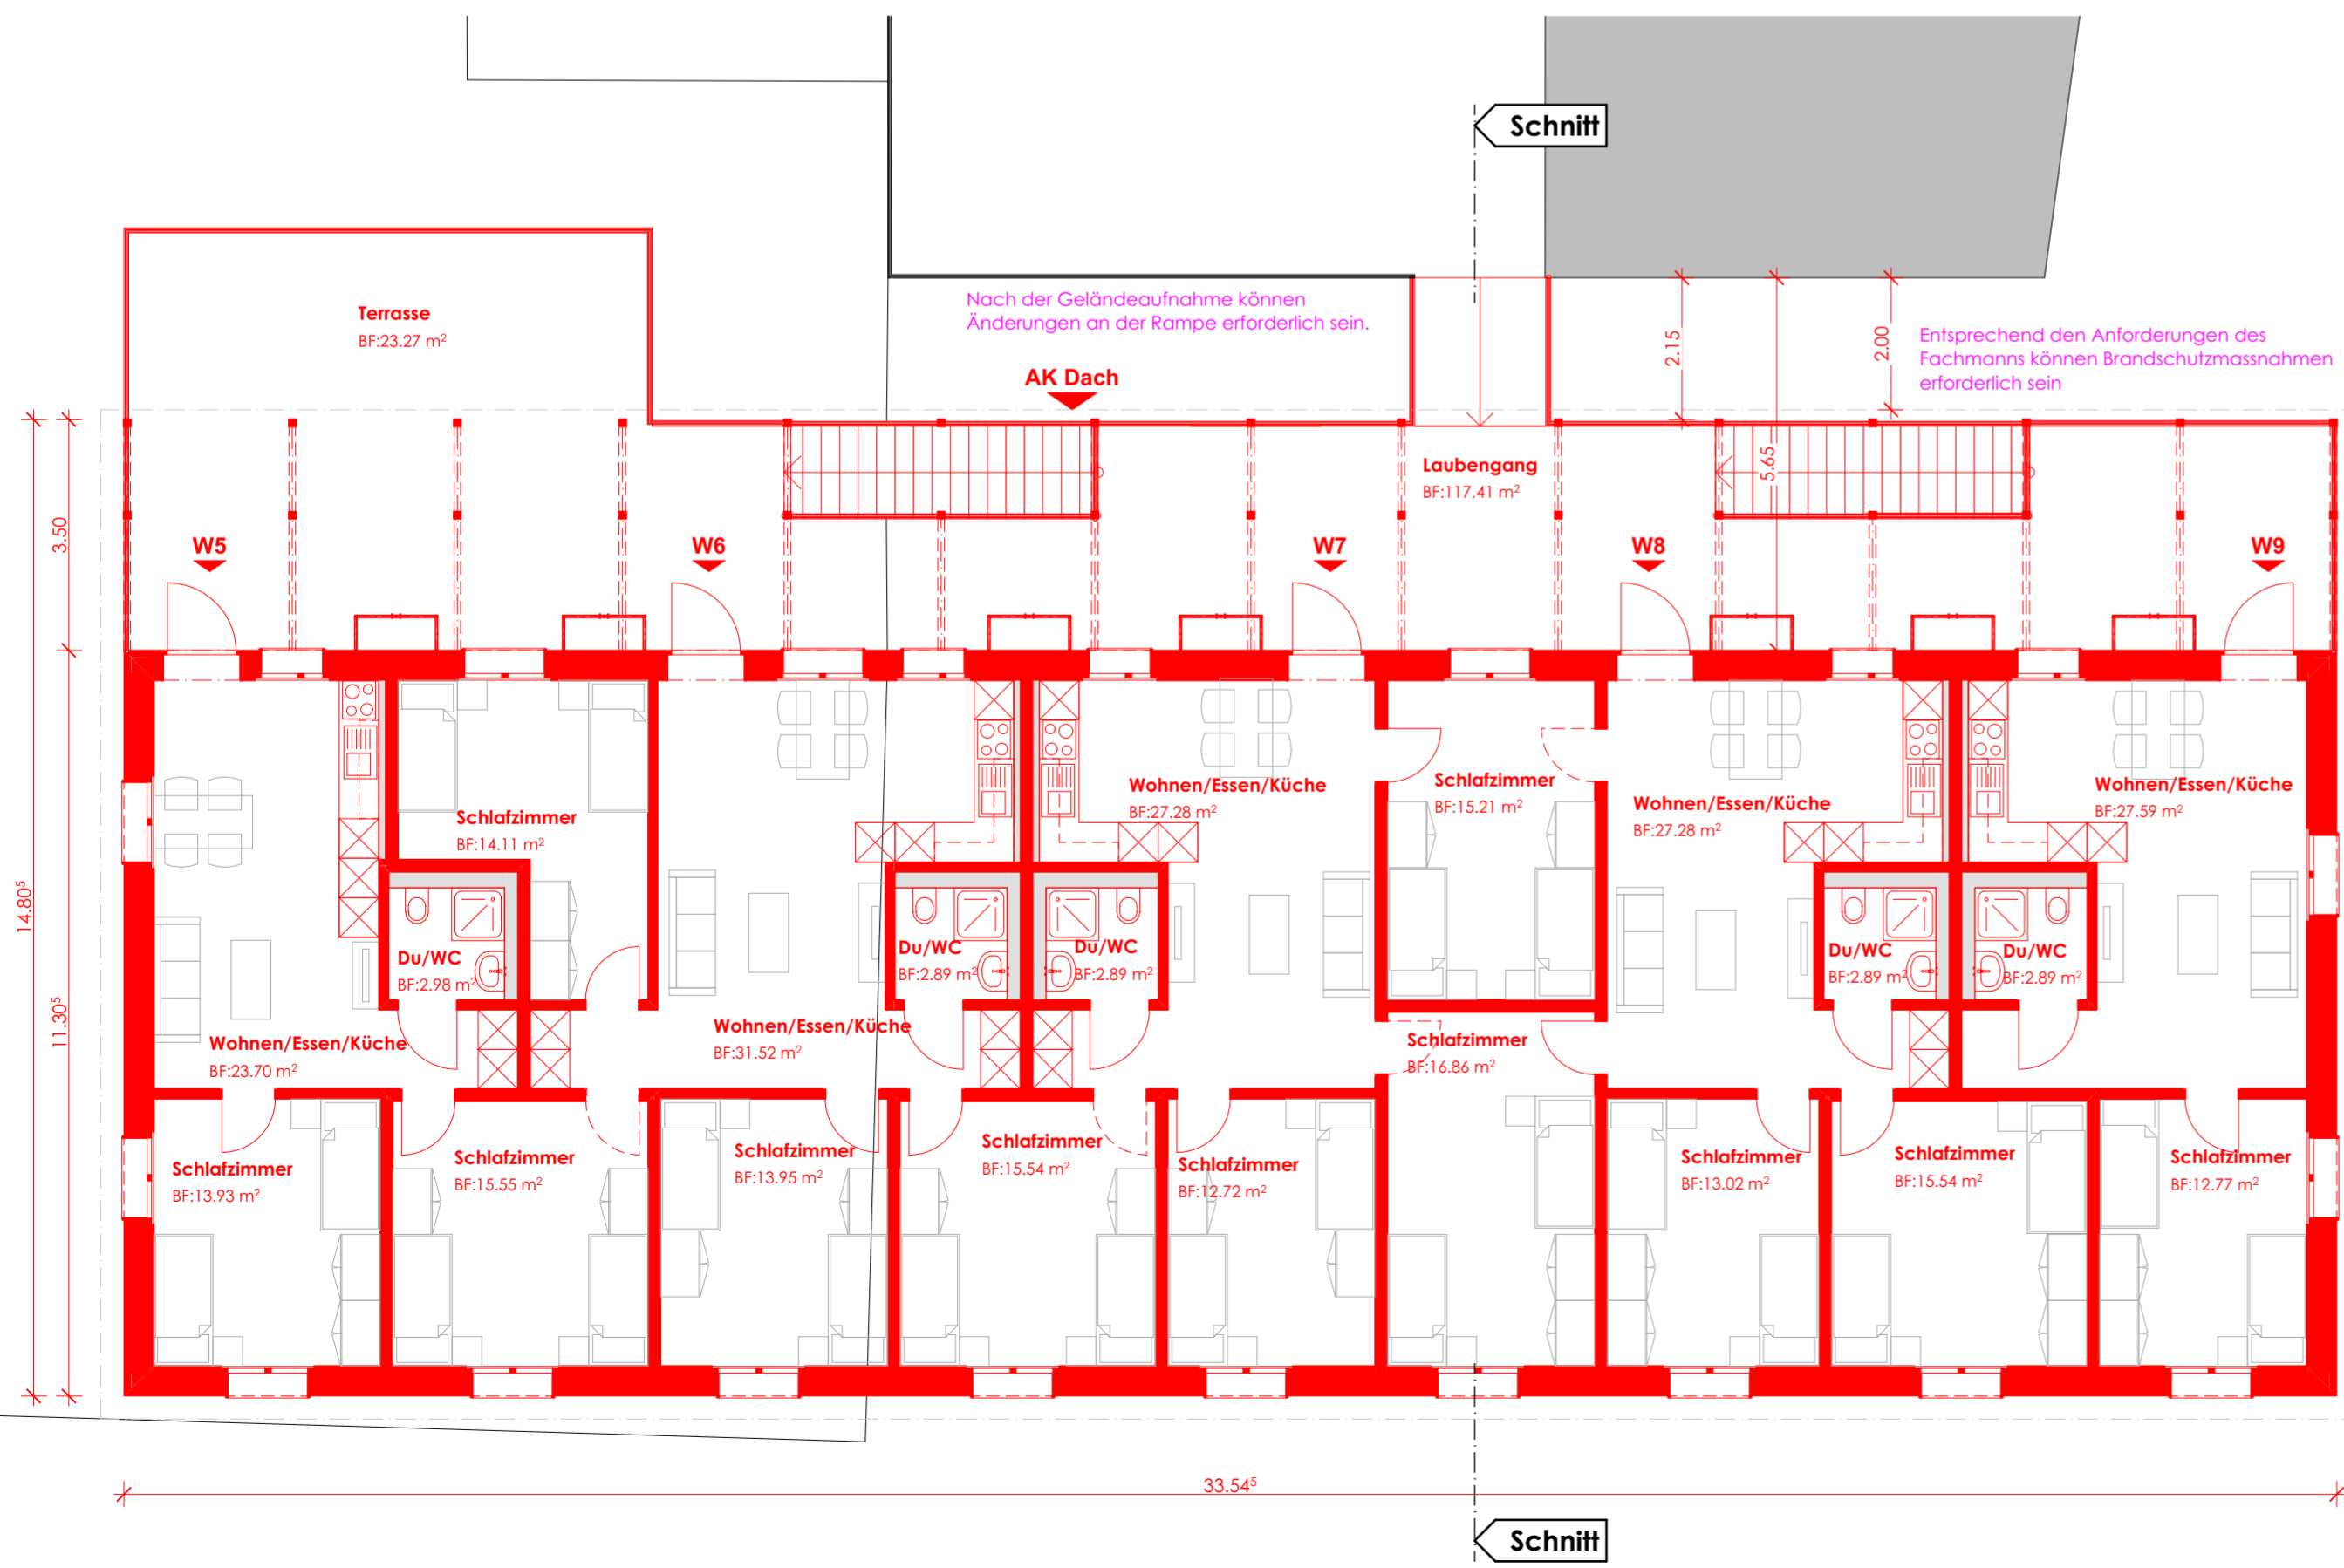 Schnitt
Nach der Geländeaufnahme können
Änderungen an der Rampe erforderlich sein.
Terrasse
BF:23.27 m²
2.15
2.00
Entsprechend den Anforderungen des
Fachmanns können Brandschutzmassnahmen
erforderlich sein
AK Dach
5.65
Laubengang
BF:117.41 m²
3.50
W5
W6
W7
W8
W9
14.80⁵
11.30⁵
Schlafzimmer
BF:14.11 m²
Wohnen/Essen/Küche
BF:27.28 m²
Schlafzimmer
BF:15.21 m²
Wohnen/Essen/Küche
BF:27.28 m²
Wohnen/Essen/Küche
BF:27.59 m²
Du/WC
BF:2.98 m²
Du/WC
BF:2.89 m²
Du/WC
BF:2.89 m²
Du/WC
BF:2.89 m²
Du/WC
BF:2.89 m²
Wohnen/Essen/Küche
BF:23.70 m²
Wohnen/Essen/Küche
BF:31.52 m²
Schlafzimmer
BF:16.86 m²
Schlafzimmer
BF:13.93 m²
Schlafzimmer
BF:15.55 m²
Schlafzimmer
BF:13.95 m²
Schlafzimmer
BF:15.54 m²
Schlafzimmer
BF:12.72 m²
Schlafzimmer
BF:13.02 m²
Schlafzimmer
BF:15.54 m²
Schlafzimmer
BF:12.77 m²
33.54⁵
Schnitt